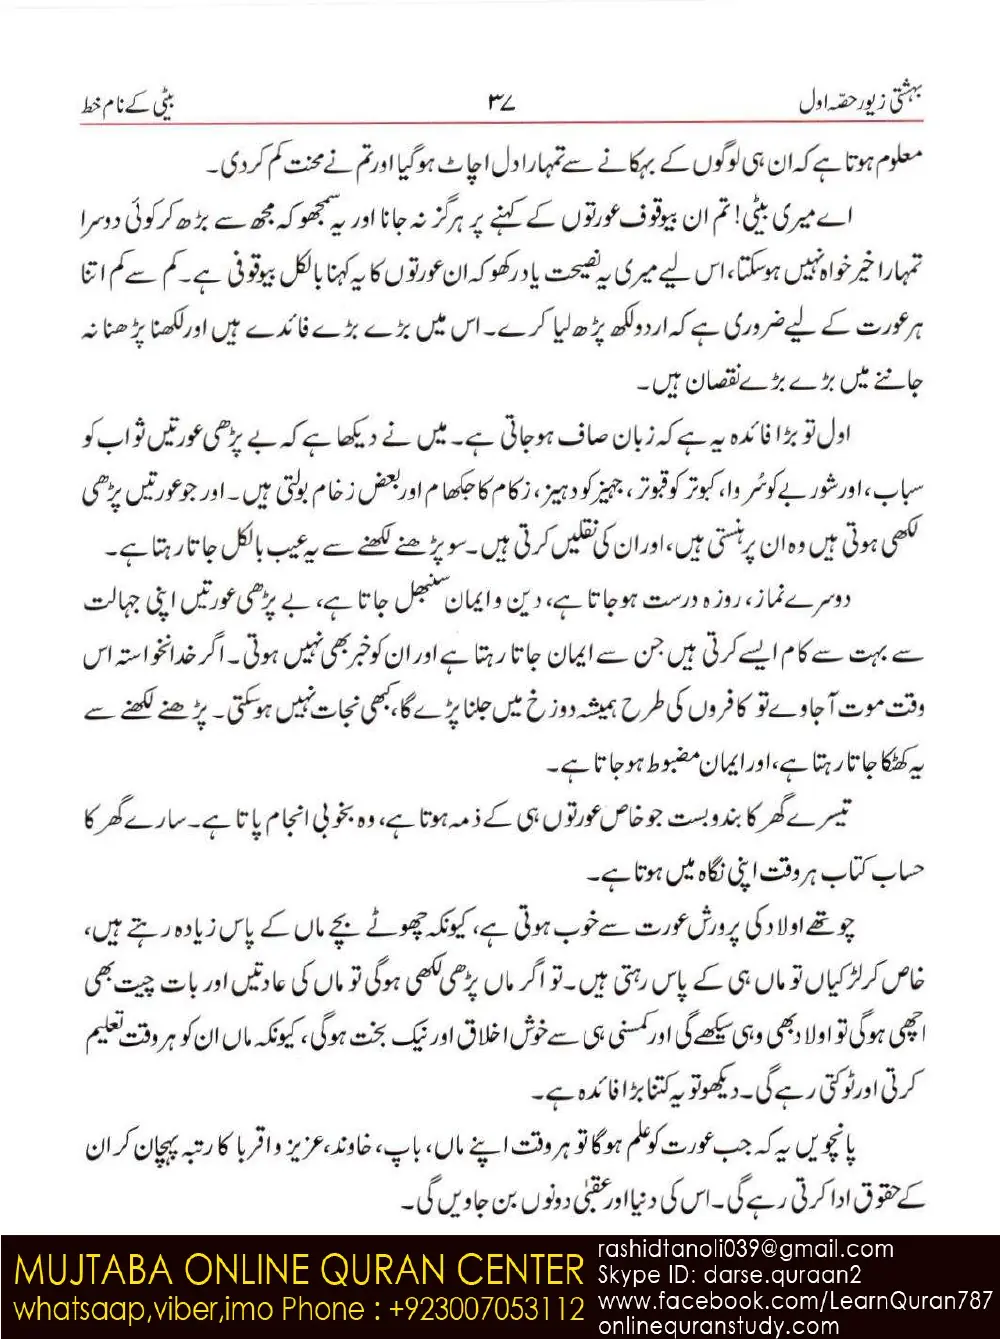 بہشتی زیور حصّہ اول ۳۷ بیٹی کے نام خط
معلوم ہوتا ہے کہ ان ہی لوگوں کے بہکانے سے تمہارا دل اچاٹ ہوگیا اور تم نے محنت کم کر دی۔
اے میری بیٹی! تم ان بیوقوف عورتوں کے کہنے پر ہرگز نہ جانا اور یہ سمجھو کہ مجھ سے بڑھ کر کوئی دوسرا
تمہارا خیر خواہ نہیں ہوسکتا، اس لیے میری یہ نصیحت یاد رکھو کہ ان عورتوں کا یہ کہنا بالکل بیوقوفی ہے۔ کم سے کم اتنا
ہر عورت کے لیے ضروری ہے کہ اردو لکھ پڑھ لیا کرے۔ اس میں بڑے بڑے فائدے ہیں اور لکھنا پڑھنا نہ
جاننے میں بڑے بڑے نقصان ہیں۔
اول تو بڑا فائدہ یہ ہے کہ زبان صاف ہوجاتی ہے۔ میں نے دیکھا ہے کہ بے پڑھی عورتیں ثواب کو
سباب، اور شوربے کو سُروا، کبوتر کو قبوتر، جہیز کو دہیز، زکام کا جکھام اور بعض زخام بولتی ہیں۔ اور جو عورتیں پڑھی
لکھی ہوتی ہیں وہ ان پر ہنستی ہیں، اور ان کی نقلیں کرتی ہیں۔ سو پڑھنے لکھنے سے یہ عیب بالکل جاتا رہتا ہے۔
دوسرے نماز، روزہ درست ہوجاتا ہے، دین و ایمان سنبھل جاتا ہے، بے پڑھی عورتیں اپنی جہالت
سے بہت سے کام ایسے کرتی ہیں جن سے ایمان جاتا رہتا ہے اور ان کو خبر بھی نہیں ہوتی۔ اگر خدانخواستہ اس
وقت موت آجاوے تو کافروں کی طرح ہمیشہ دوزخ میں جلنا پڑے گا، کبھی نجات نہیں ہوسکتی۔ پڑھنے لکھنے سے
یہ کھٹکا جاتا رہتا ہے، اور ایمان مضبوط ہوجاتا ہے۔
تیسرے گھر کا بندوبست جو خاص عورتوں ہی کے ذمہ ہوتا ہے، وہ بخوبی انجام پاتا ہے۔ سارے گھر کا
حساب کتاب ہر وقت اپنی نگاہ میں ہوتا ہے۔
چوتھے اولاد کی پرورش عورت سے خوب ہوتی ہے، کیونکہ چھوٹے بچے ماں کے پاس زیادہ رہتے ہیں،
خاص کر لڑکیاں تو ماں ہی کے پاس رہتی ہیں۔ تو اگر ماں پڑھی لکھی ہوگی تو ماں کی عادتیں اور بات چیت بھی
اچھی ہوگی تو اولاد بھی وہی سیکھے گی اور کمسنی ہی سے خوش اخلاق اور نیک بخت ہوگی، کیونکہ ماں ان کو ہر وقت تعلیم
کرتی اور ٹوکتی رہے گی۔ دیکھو تو یہ کتنا بڑا فائدہ ہے۔
پانچویں یہ کہ جب عورت کو علم ہوگا تو ہر وقت اپنے ماں، باپ، خاوند، عزیز و اقربا کا رتبہ پہچان کر ان
کے حقوق ادا کرتی رہے گی۔ اس کی دنیا اور عقبیٰ دونوں بن جاویں گی۔
MUJTABA ONLINE QURAN CENTER
whatsaap,viber,imo Phone : +923007053112
rashidtanoli039@gmail.com
Skype ID: darse.quraan2
www.facebook.com/LearnQuran787
onlinequranstudy.com